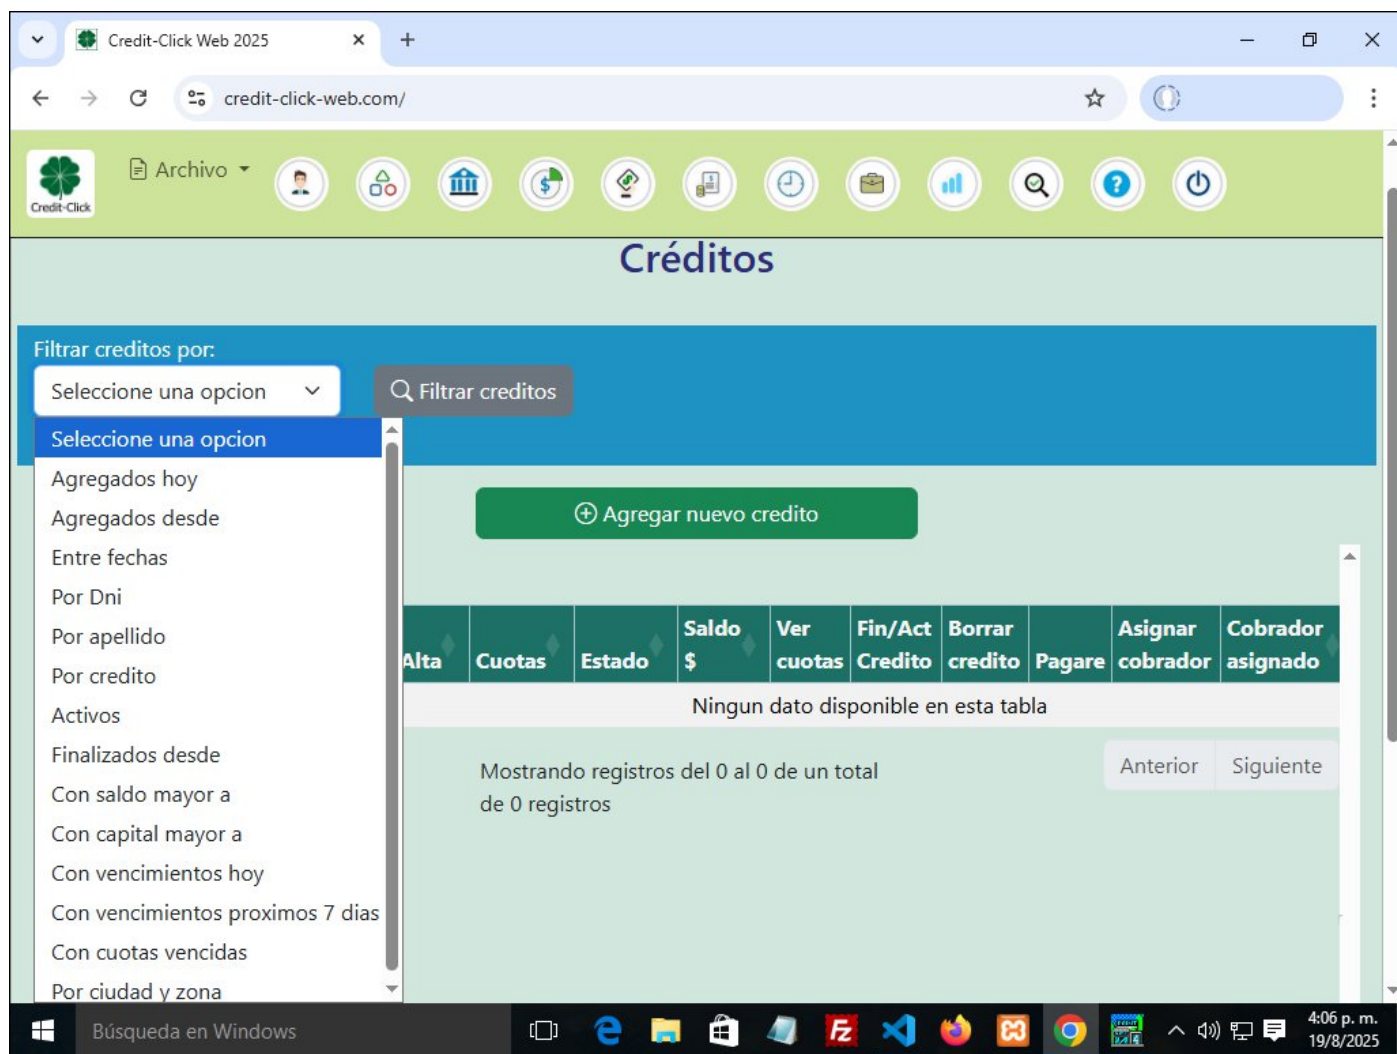 Credit-Click Web 2025
credit-click-web.com/
Credit-Click
Archivo
Créditos
Filtrar creditos por:
Seleccione una opcion
Filtrar creditos
Seleccione una opcion
Agregados hoy
Agregados desde
Entre fechas
Por Dni
Por apellido
Por credito
Activos
Finalizados desde
Con saldo mayor a
Con capital mayor a
Con vencimientos hoy
Con vencimientos proximos 7 dias
Con cuotas vencidas
Por ciudad y zona
Agregar nuevo credito
Alta Cuotas Estado Saldo $ Ver cuotas Fin/Act Credito Borrar credito Pagare Asignar cobrador Cobrador asignado
Ningun dato disponible en esta tabla
Mostrando registros del 0 al 0 de un total
de 0 registros
Anterior Siguiente
Búsqueda en Windows
4:06 p. m.
19/8/2025